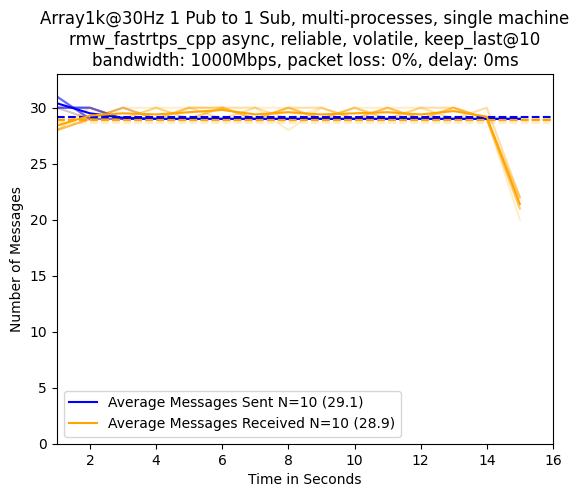 Array1k@30Hz 1 Pub to 1 Sub, multi-processes, single machine
rmw_fastrtps_cpp async, reliable, volatile, keep_last@10
bandwidth: 1000Mbps, packet loss: 0%, delay: 0ms
30
25
20
15
10
5
0
Number of Messages
Average Messages Sent N=10 (29.1)
Average Messages Received N=10 (28.9)
2 4 6 8 10 12 14 16
Time in Seconds